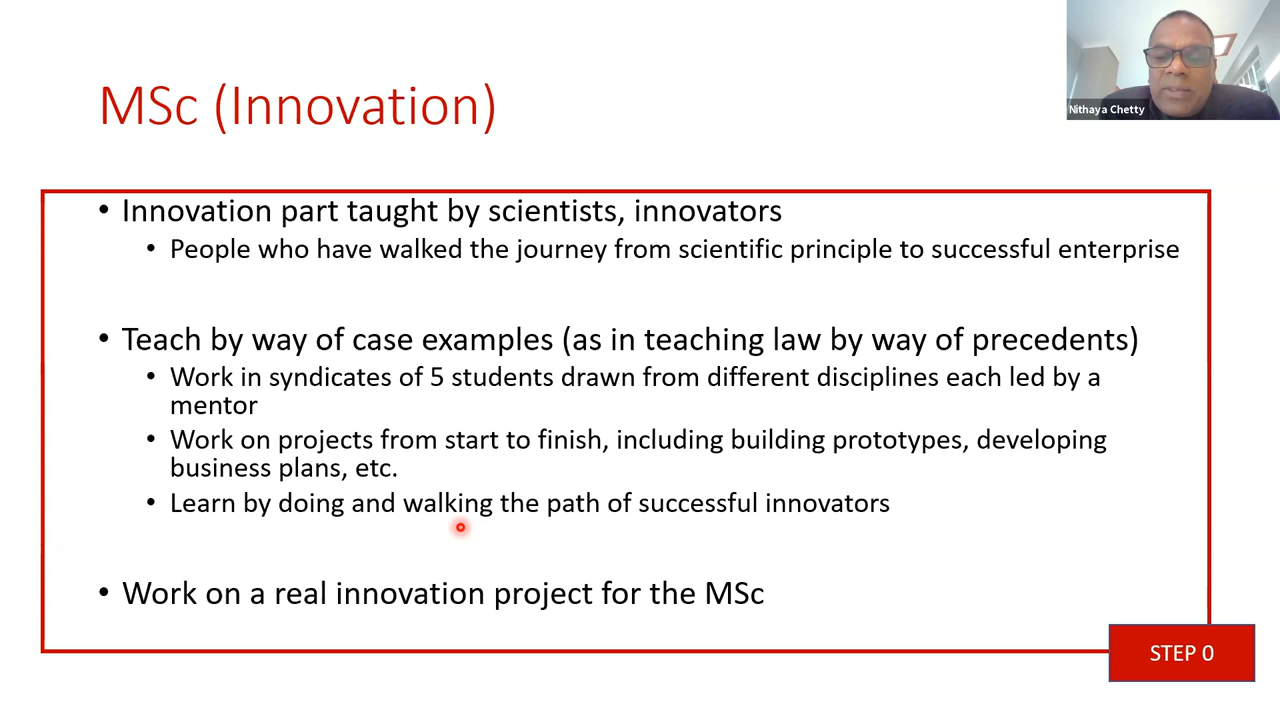 MSc (Innovation)
Nithaya Chetty
• Innovation part taught by scientists, innovators
• People who have walked the journey from scientific principle to successful enterprise
• Teach by way of case examples (as in teaching law by way of precedents)
• Work in syndicates of 5 students drawn from different disciplines each led by a
mentor
• Work on projects from start to finish, including building prototypes, developing
business plans, etc.
• Learn by doing and walking the path of successful innovators
• Work on a real innovation project for the MSc
STEP 0